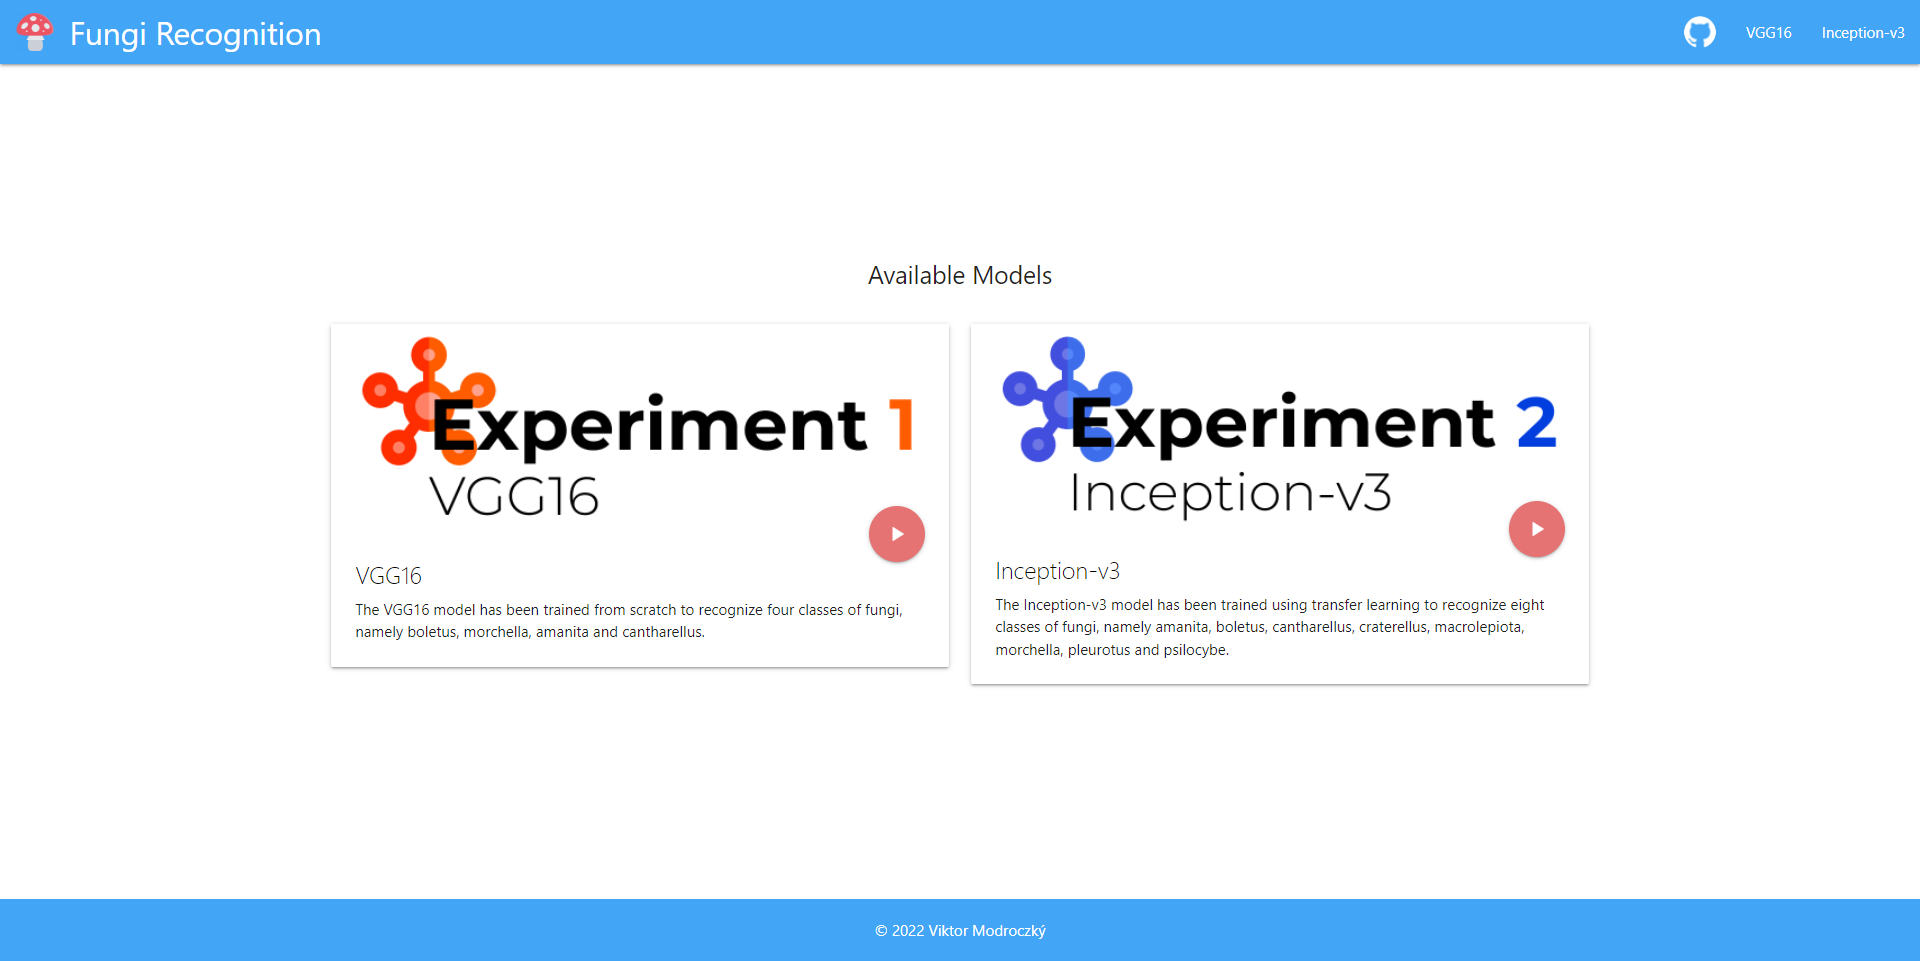 Fungi Recognition
VGG16
Inception-v3
Available Models
Experiment 1
VGG16
VGG16
The VGG16 model has been trained from scratch to recognize four classes of fungi,
namely boletus, morchella, amanita and cantharellus.
Experiment 2
Inception-v3
Inception-v3
The Inception-v3 model has been trained using transfer learning to recognize eight
classes of fungi, namely amanita, boletus, cantharellus, craterellus, macrolepiota,
morchella, pleurotus and psilocybe.
© 2022 Viktor Modroczký